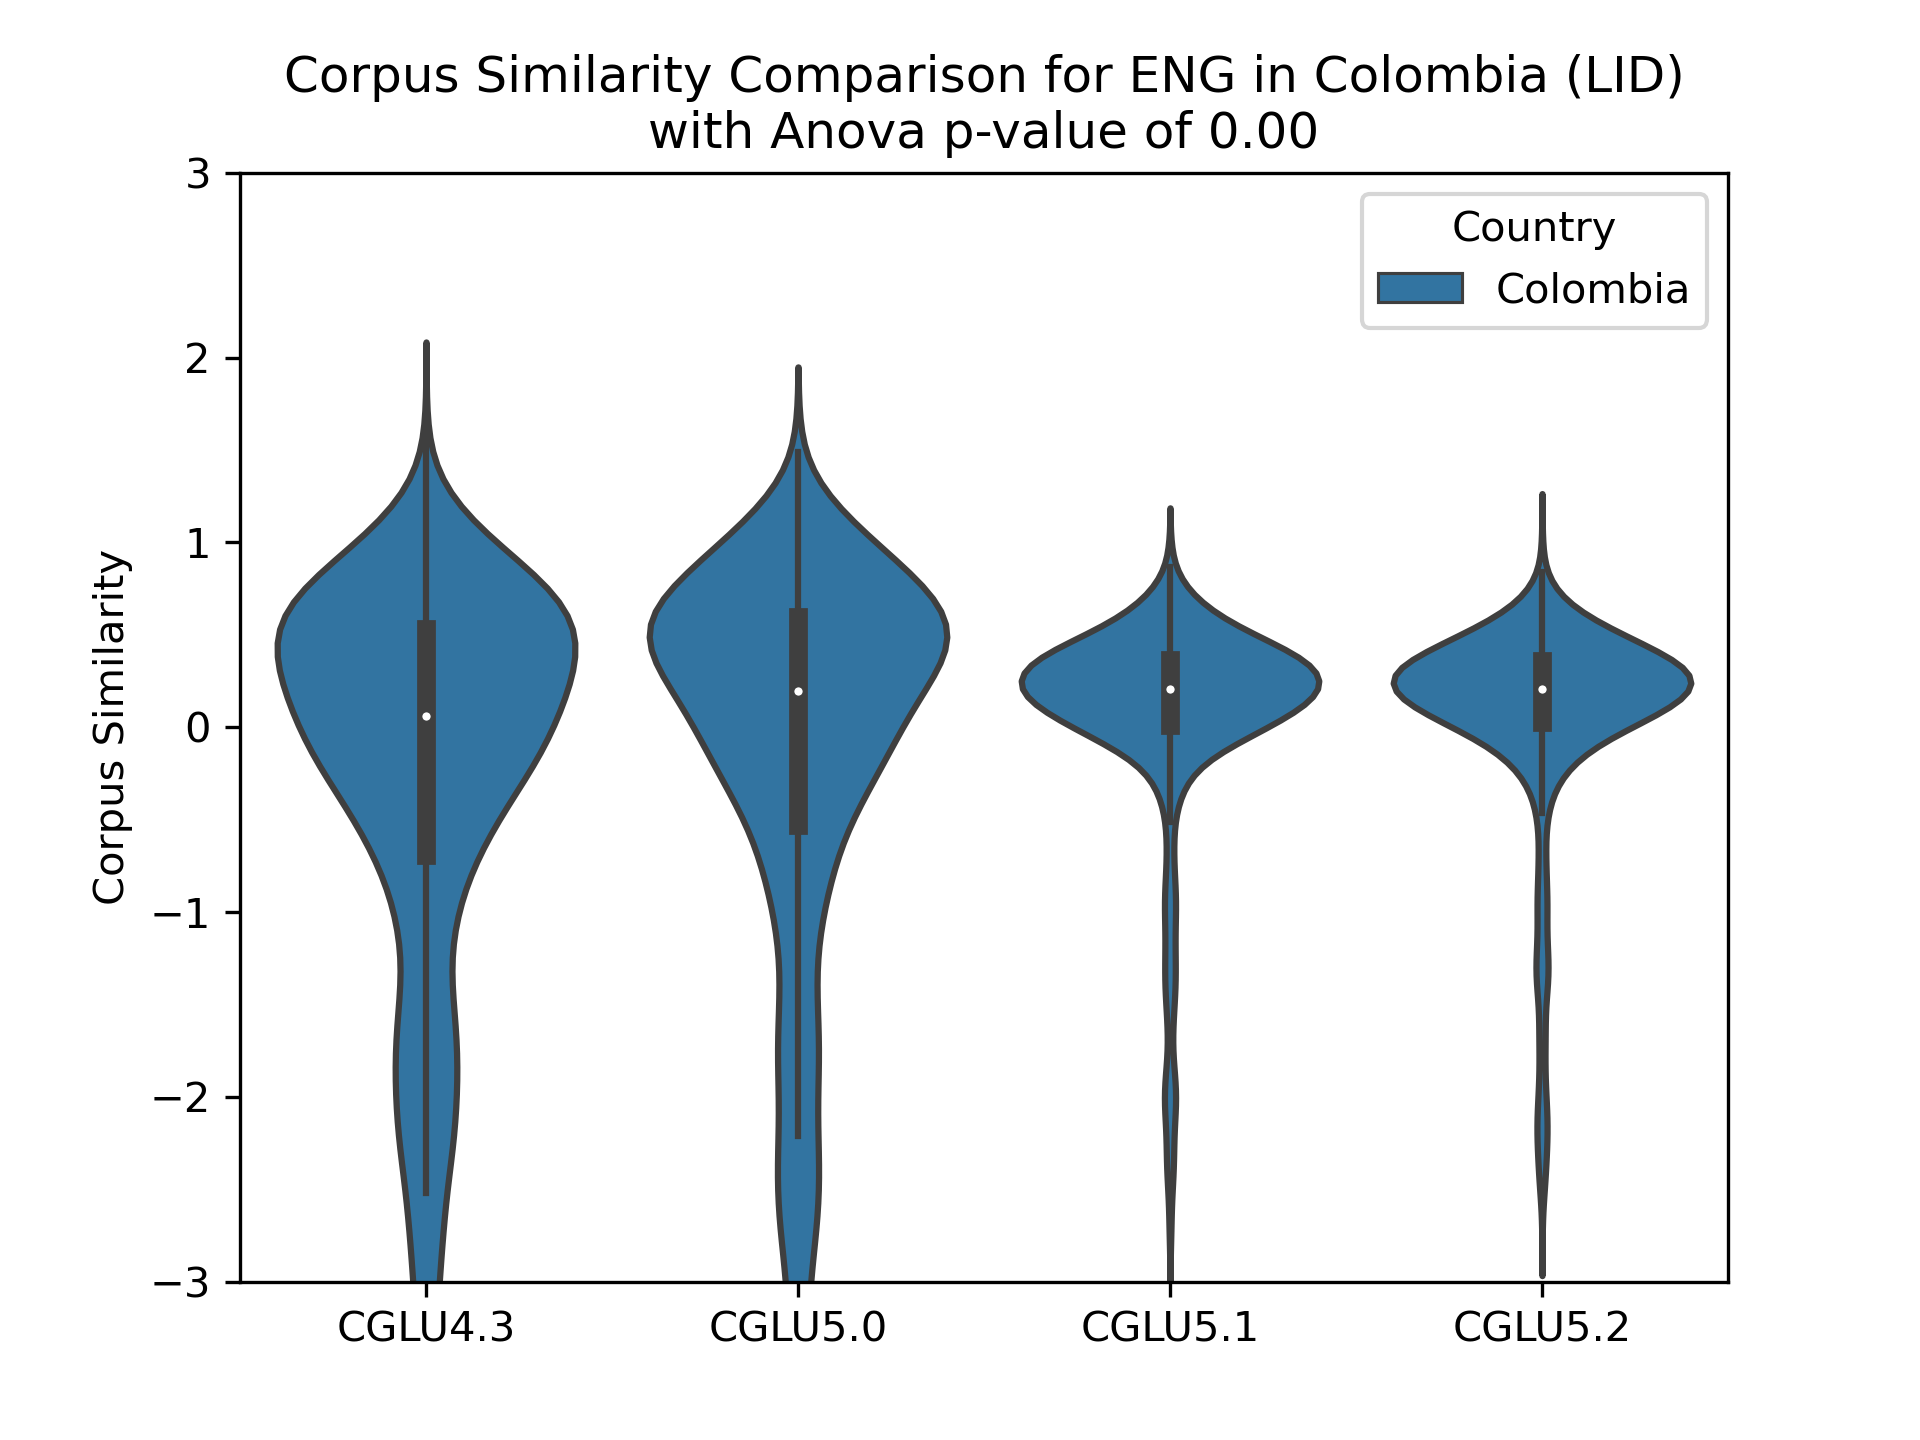 Corpus Similarity Comparison for ENG in Colombia (LID)
with Anova p-value of 0.00
Country
Colombia
Corpus Similarity
3
2
1
0
−1
−2
−3
CGLU4.3
CGLU5.0
CGLU5.1
CGLU5.2